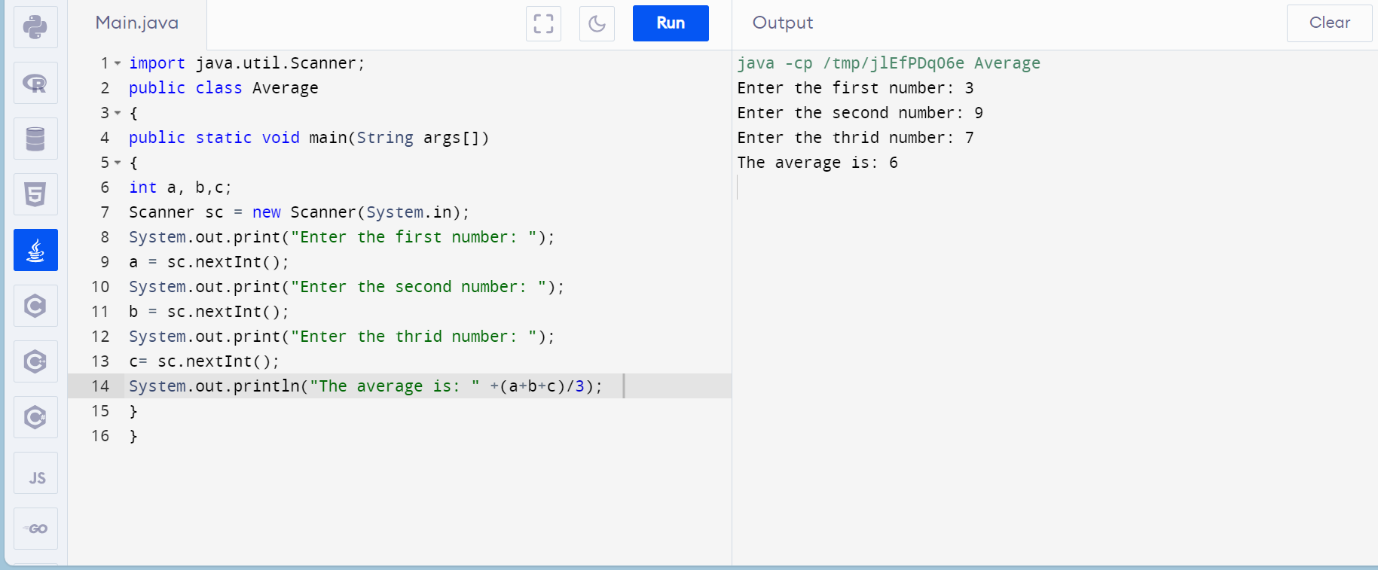 Main.java
Run
Output
Clear
1 import java.util.Scanner;
2 public class Average
3 {
4 public static void main(String args[])
5 {
6 int a, b,c;
7 Scanner sc = new Scanner(System.in);
8 System.out.print("Enter the first number: ");
9 a = sc.nextInt();
10 System.out.print("Enter the second number: ");
11 b = sc.nextInt();
12 System.out.print("Enter the thrid number: ");
13 c= sc.nextInt();
14 System.out.println("The average is: " +(a+b+c)/3);
15 }
16 }
java -cp /tmp/jlEfPDqO6e Average
Enter the first number: 3
Enter the second number: 9
Enter the thrid number: 7
The average is: 6
R
5
C
C
C
JS
GO